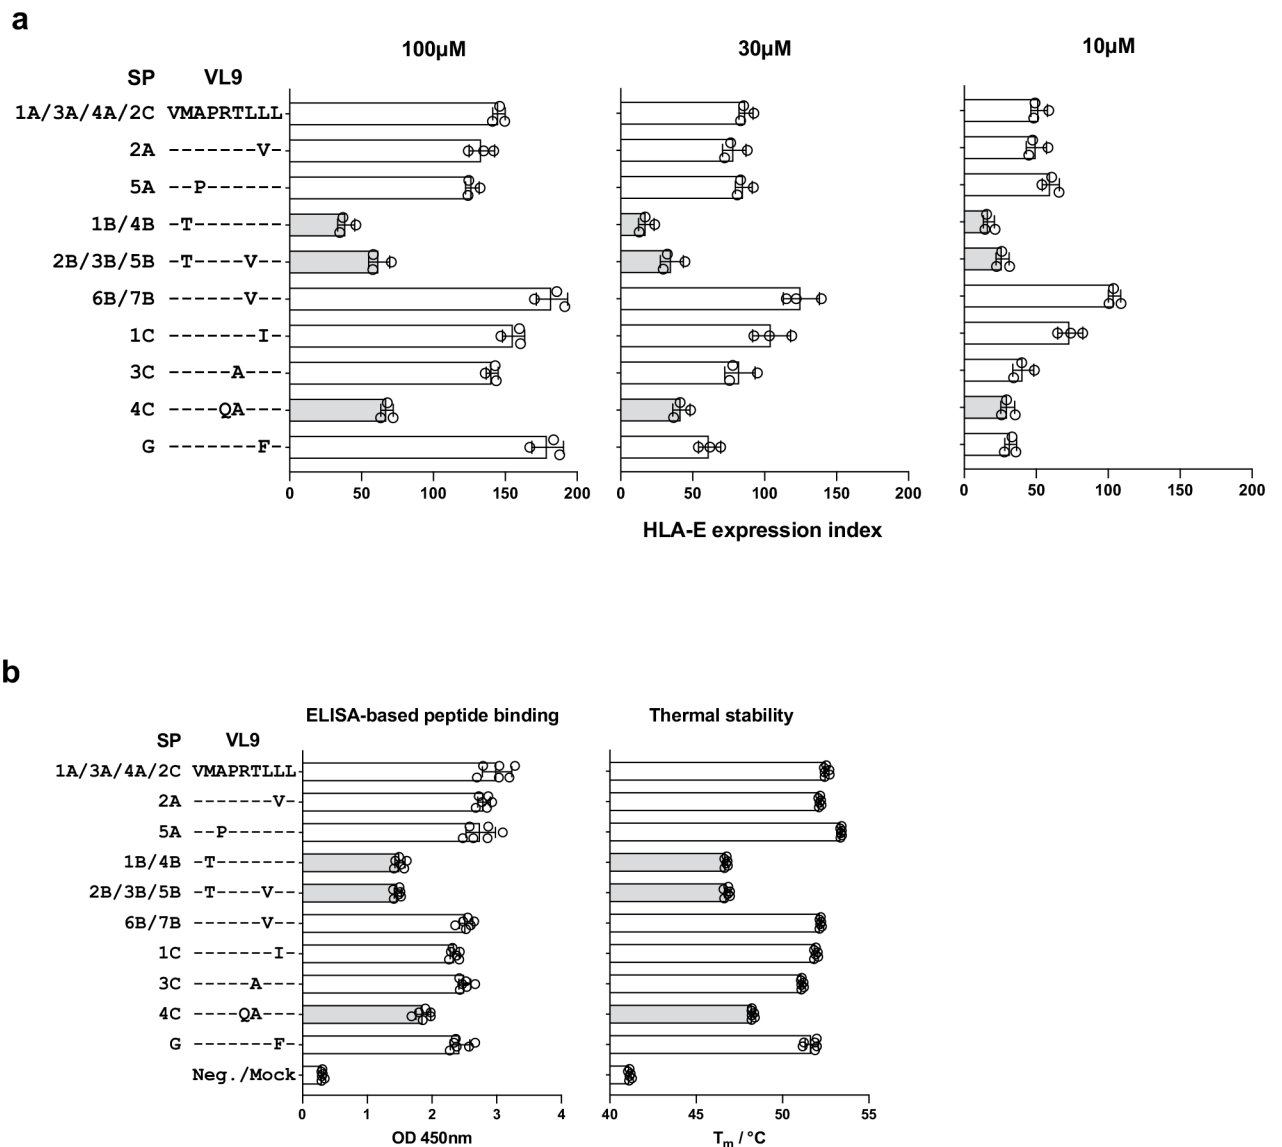 a
100µM 30µM 10µM
SP VL9
1A/3A/4A/2C VMAPRTLLL
2A -------V-
5A --P------
1B/4B -T-------
2B/3B/5B -T----V--
6B/7B ------V--
1C -------I-
3C -----A---
4C ----QA---
G -------F-
0 50 100 150 200 0 50 100 150 200 0 50 100 150 200
HLA-E expression index
b
ELISA-based peptide binding Thermal stability
SP VL9
1A/3A/4A/2C VMAPRTLLL
2A -------V-
5A --P------
1B/4B -T-------
2B/3B/5B -T----V--
6B/7B ------V--
1C -------I-
3C -----A---
4C ----QA---
G -------F-
Neg./Mock
0 1 2 3 4 40 45 50 55
OD 450nm Tm / °C